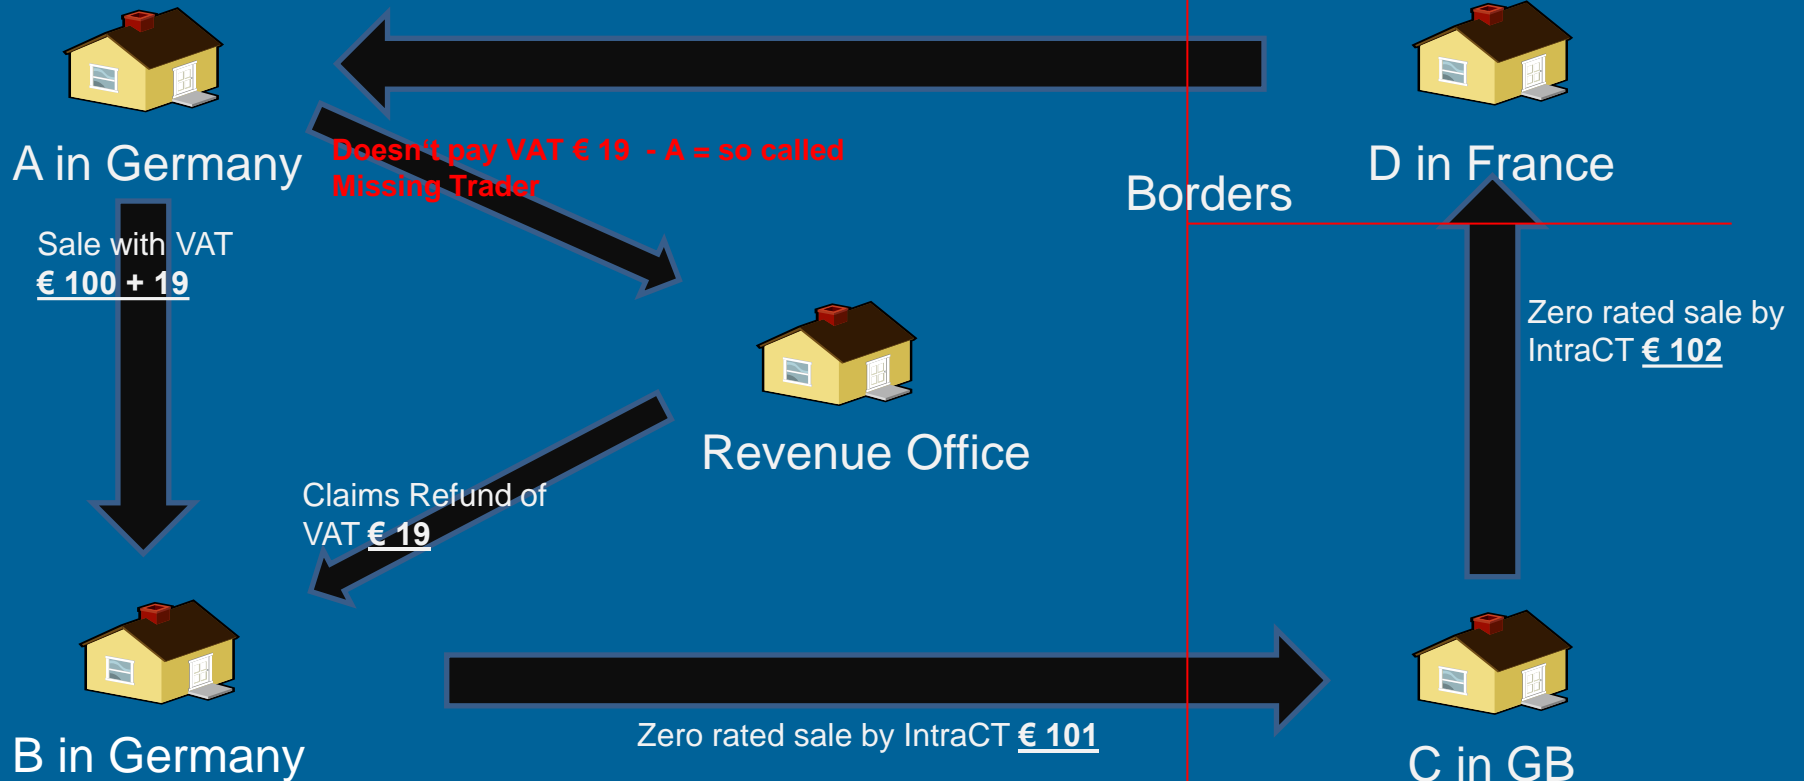 A in Germany
Doesn't pay VAT € 19 - A = so called
Missing Trader
D in France
Borders
Sale with VAT
€ 100 + 19
Zero rated sale by
IntraCT € 102
Revenue Office
Claims Refund of
VAT € 19
Zero rated sale by IntraCT € 101
B in Germany
C in GB